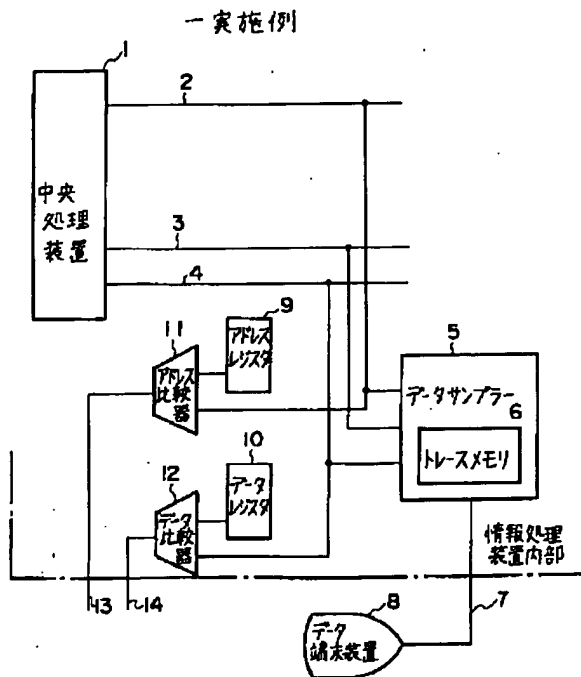 一実施例
1
2
中央
処理
装置
3
4
9
アドレス
レジスタ
11
アドレス
比較
器
5
データサンプラー
6
トレースメモリ
10
データ
レジスタ
12
データ
比較
器
情報処理
装置内部
13
14
7
8
データ
端末装置